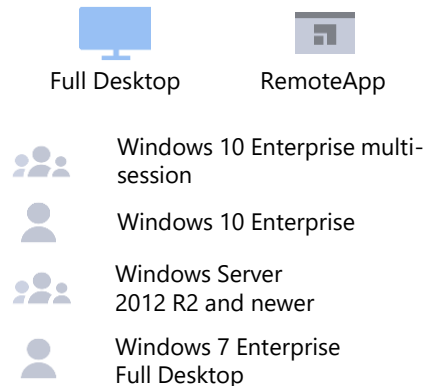 Full Desktop RemoteApp
Windows 10 Enterprise multi-
session
Windows 10 Enterprise
Windows Server
2012 R2 and newer
Windows 7 Enterprise
Full Desktop